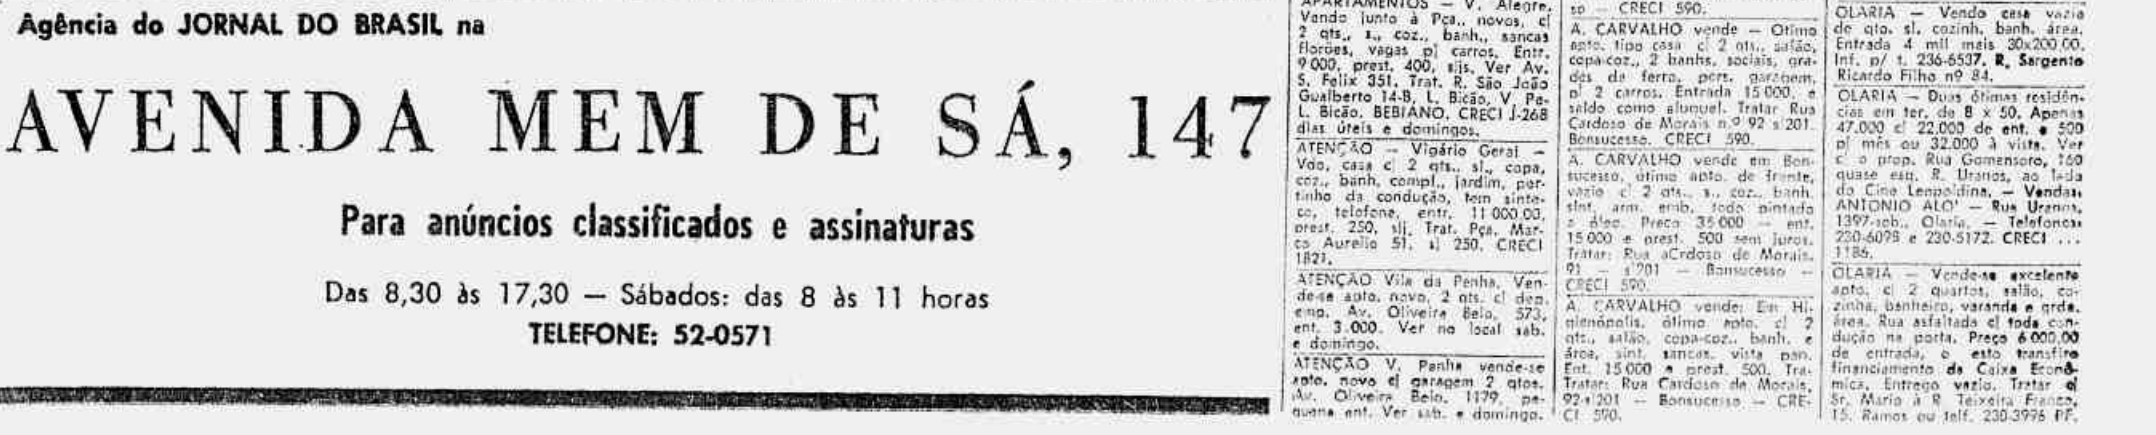 Agência do JORNAL DO BRASIL na
AVENIDA MEM DE SÁ, 147
Para anúncios classificados e assinaturas
Das 8,30 às 17,30 — Sábados: das 8 às 11 horas
TELEFONE: 52-0571
APARTAMENTOS — V. Alegre.
Vendo junto à Pça., novos, c|
2 qts., s., coz., banh., sancas
florões, vagas p| carros. Entr.
9 000, prest. 400, s|js. Ver Av.
S. Felix 351. Trat. R. São João
Gualberto 14-B, L. Bicão, V. Pe-
L. Bicão. BEBIANO. CRECI J-268
dias úteis e domingos.
ATENÇÃO — Vigário Geral —
Vdo. casa c| 2 qts., sl., copa,
coz., banh. compl., jardim, per-
tinho da condução, tem sinte-
co, telefone, entr. 11 000,00,
prest. 250, s|j. Trat. Pça. Mar-
co Aurelio 51, s| 250. CRECI
1821.
ATENÇÃO Vila da Penha. Ven-
de-se apto. novo, 2 qts. c| dep.
emp. Av. Oliveira Belo, 573,
ent. 3.000. Ver no local sab.
e domingo.
ATENÇÃO V. Penha vende-se
apto. novo c| garagem 2 qtos.
Av. Oliveira Belo, 1179, pe-
quena ent. Ver sab. e domingo.
so — CRECI 590.
A. CARVALHO vende — Otimo
apto. tipo casa c| 2 qts., salão,
copa-coz., 2 banhs. sociais, gra-
des de ferro, pers. garagem,
p| 2 carros. Entrada 15 000, e
saldo como aluguel. Tratar Rua
Cardoso de Morais n.º 92 s|201.
Bonsucesso. CRECI 590.
A. CARVALHO vende em Bon-
sucesso, ótimo apto. de frente,
vazio c| 2 qts., s., coz., banh.
sint. arm. emb. todo pintado
a óleo. Preço 35 000 — ent.
15 000 e prest. 500 sem juros.
Tratar: Rua aCrdoso de Morais,
92 — s|201 — Bonsucesso —
CRECI 590.
A. CARVALHO vende: Em Hi-
gienópolis, ótimo apto. c| 2
qts., salão, copa-coz., banh. e
área, sint. sancas, vista pan.
Ent. 15 000 e prest. 500. Tra-
Tratar: Rua Cardoso de Morais,
92 s|201 — Bonsucesso — CRE-
CI 590.
OLARIA — Vendo casa vazia
de qto. sl. cozinh. banh. área.
Entrada 4 mil mais 30x200,00.
Inf. p/ t. 236-6537. R. Sargento
Ricardo Filho nº 84.
OLARIA — Duas ótimas residên-
cias em ter. de 8 x 50. Apenas
47.000 c| 22.000 de ent. e 500
p| mês ou 32.000 à vista. Ver
c| o prop. Rua Gomensoro, 160
quase esq. R. Uranos, ao lado
do Cine Leopoldina. — Vendas:
ANTONIO ALO' — Rua Uranos,
1397-sob., Olaria. — Telefones:
230-6098 e 230-5172. CRECI ...
1186.
OLARIA — Vende-se excelente
apto. c| 2 quartos, salão, co-
zinha, banheiro, varanda e grde.
área. Rua asfaltada c| toda con-
dução na porta. Preço 6 000,00
de entrada, o esto transfiro
financiamento da Caixa Econô-
mica. Entrego vazio. Tratar c|
Sr. Mario à R. Teixeira Franco,
15. Ramos ou telf. 230-3996 PF.